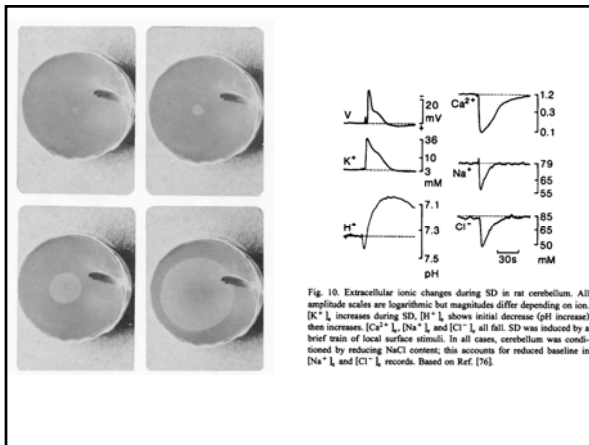 V
20
mV
+
K⁺
36
10
3
mM
H⁺
7.1
7.3
7.5
pH
Ca²⁺
1.2
0.3
0.1
Na⁺
79
65
55
Cl⁻
85
65
50
mM
30s
Fig. 10. Extracellular ionic changes during SD in rat cerebellum. All
amplitude scales are logarithmic but magnitudes differ depending on ion.
[K⁺]ₑ increases during SD, [H⁺]ₑ shows initial decrease (pH increase)
then increases. [Ca²⁺]ₑ, [Na⁺]ₑ and [Cl⁻]ₑ all fall. SD was induced by a
brief train of local surface stimuli. In all cases, cerebellum was condi-
tioned by reducing NaCl content; this accounts for reduced baseline in
[Na⁺]ₑ and [Cl⁻]ₑ records. Based on Ref. [76].